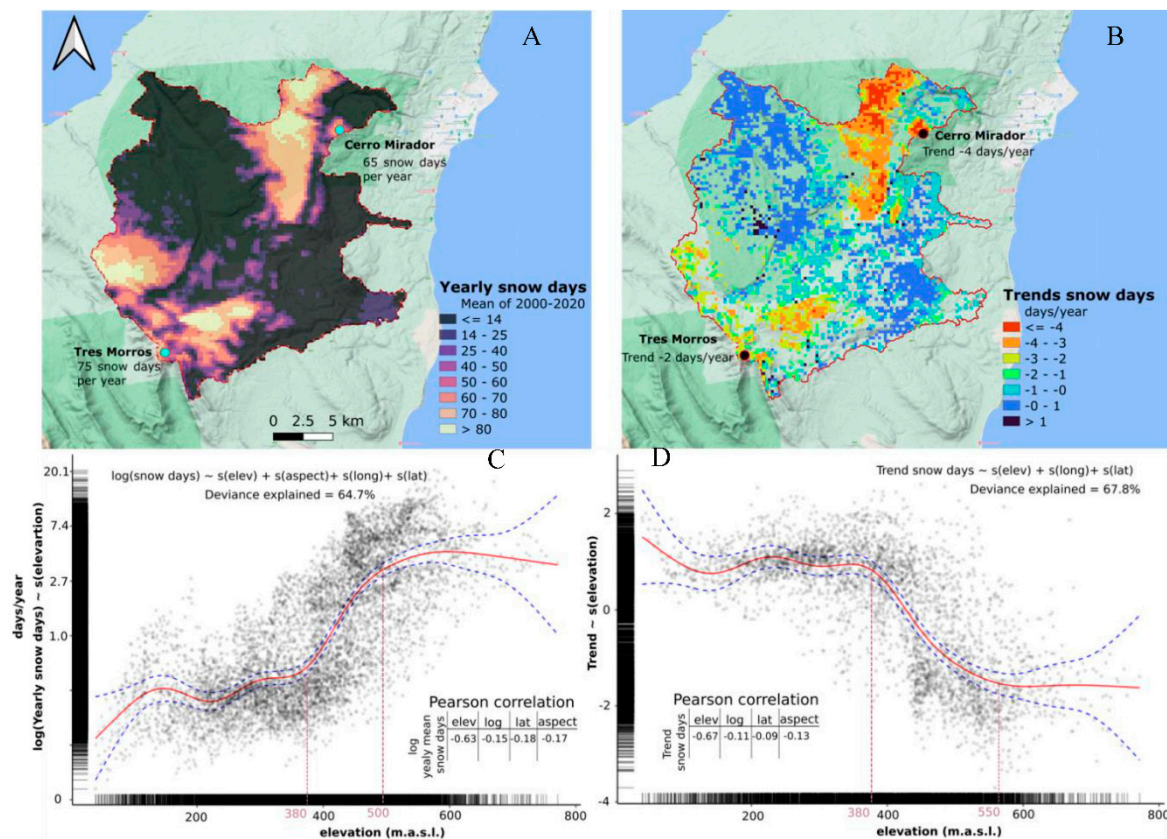 A
Cerro Mirador
65 snow days
per year
Tres Morros
75 snow days
per year
0 2.5 5 km
Yearly snow days
Mean of 2000-2020
<= 14
14 - 25
25 - 40
40 - 50
50 - 60
60 - 70
70 - 80
> 80
B
Cerro Mirador
Trend -4 days/year
Tres Morros
Trend -2 days/year
Trends snow days
days/year
<= -4
-4 - -3
-3 - -2
-2 - -1
-1 - -0
-0 - 1
> 1
C
log(snow days) ~ s(elev) + s(aspect)+ s(long)+ s(lat)
Deviance explained = 64.7%
days/year
log(Yearly snow days) ~ s(elevartion)
20.1
7.4
2.7
1.0
0
Pearson correlation
elev log lat aspect
log
yealy mean
snow days
-0.63 -0.15 -0.18 -0.17
200 380 400 500 600 800
elevation (m.a.s.l.)
D
Trend snow days ~ s(elev) + s(long)+ s(lat)
Deviance explained = 67.8%
Trend ~ s(elevation)
2
0
-2
-4
Pearson correlation
elev log lat aspect
Trend
snow days
-0.67 -0.11 -0.09 -0.13
200 380 400 550 600 800
elevation (m.a.s.l.)